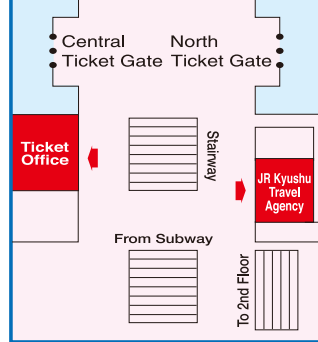 Central
Ticket Gate
North
Ticket Gate
Ticket
Office
Stairway
JR Kyushu
Travel
Agency
From Subway
To 2nd Floor